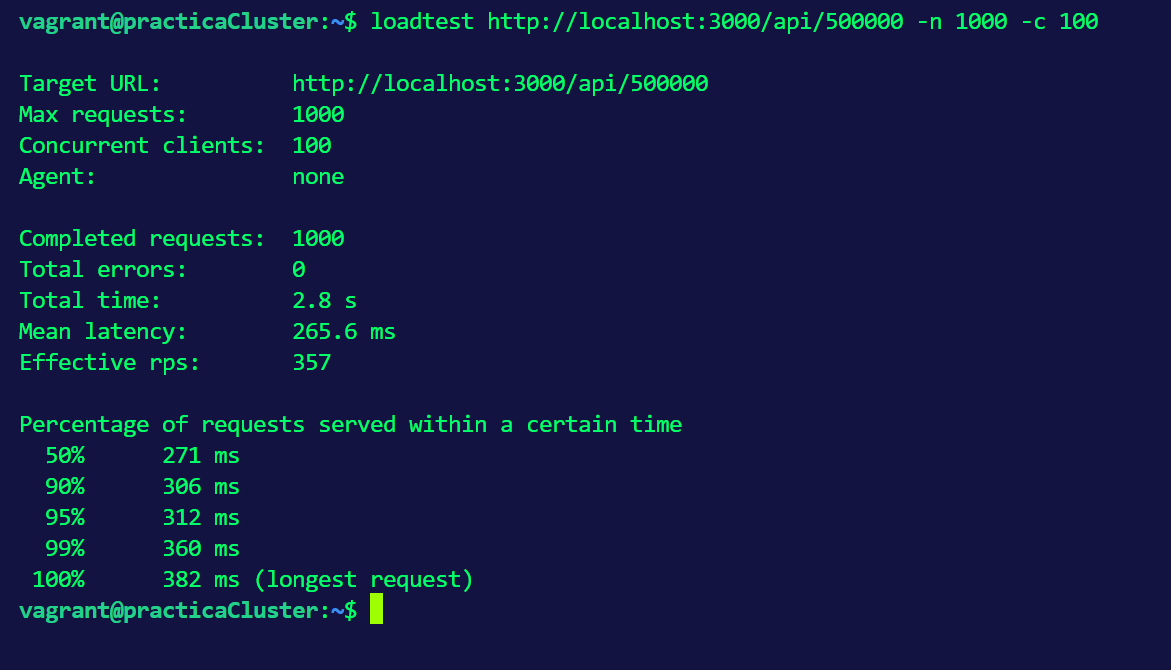 vagrant@practicaCluster:~$ loadtest http://localhost:3000/api/500000 -n 1000 -c 100
Target URL: http://localhost:3000/api/500000
Max requests: 1000
Concurrent clients: 100
Agent: none
Completed requests: 1000
Total errors: 0
Total time: 2.8 s
Mean latency: 265.6 ms
Effective rps: 357
Percentage of requests served within a certain time
50% 271 ms
90% 306 ms
95% 312 ms
99% 360 ms
100% 382 ms (longest request)
vagrant@practicaCluster:~$